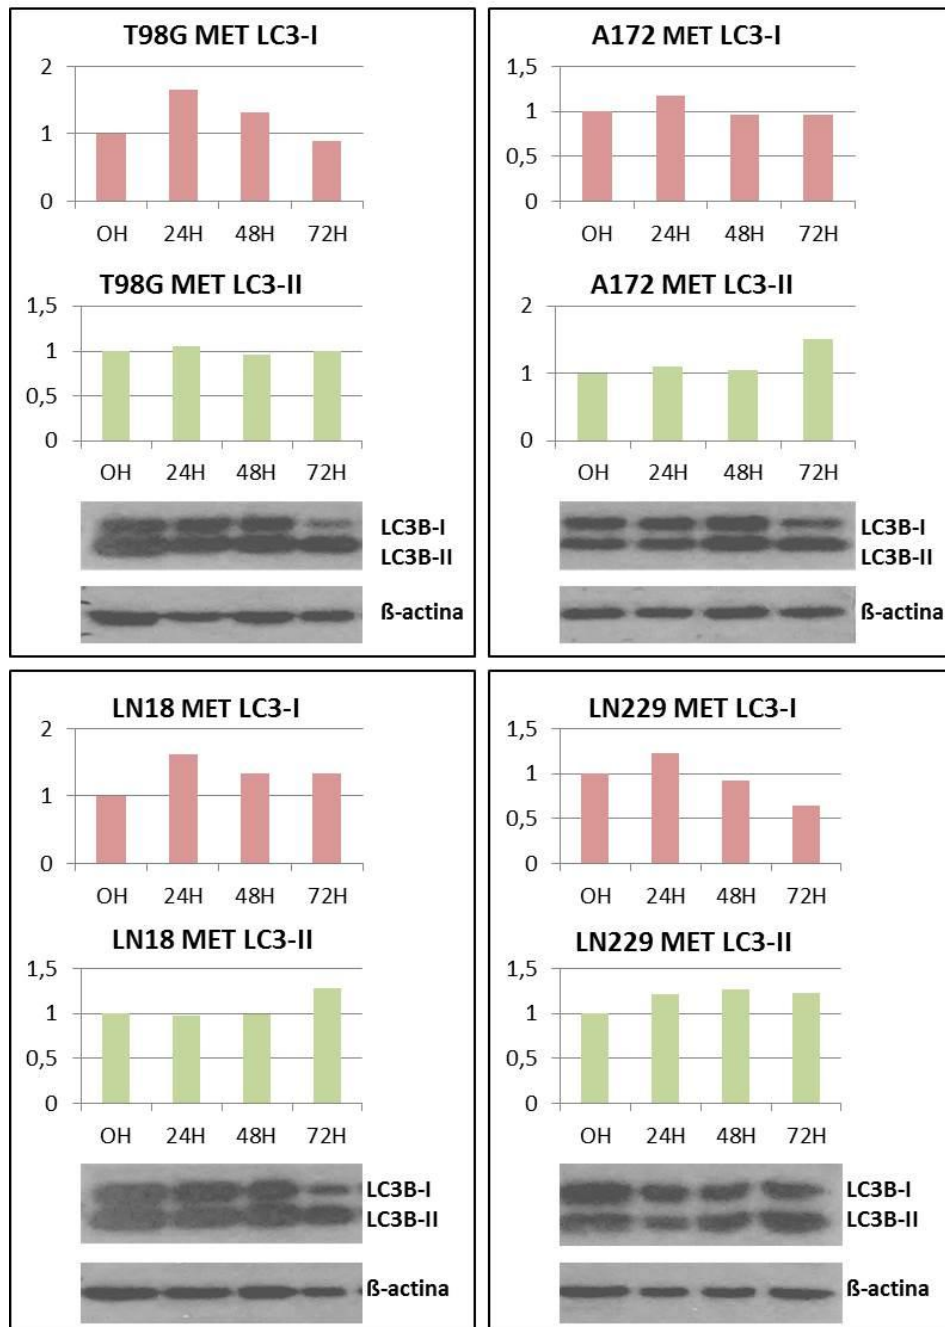 T98G MET LC3-I
2
1
0
OH 24H 48H 72H
T98G MET LC3-II
1,5
1
0,5
0
OH 24H 48H 72H
LC3B-I
LC3B-II
ß-actina
A172 MET LC3-I
1,5
1
0,5
0
OH 24H 48H 72H
A172 MET LC3-II
2
1
0
OH 24H 48H 72H
LC3B-I
LC3B-II
ß-actina
LN18 MET LC3-I
2
1
0
OH 24H 48H 72H
LN18 MET LC3-II
1,5
1
0,5
0
OH 24H 48H 72H
LC3B-I
LC3B-II
ß-actina
LN229 MET LC3-I
1,5
1
0,5
0
OH 24H 48H 72H
LN229 MET LC3-II
1,5
1
0,5
0
OH 24H 48H 72H
LC3B-I
LC3B-II
ß-actina